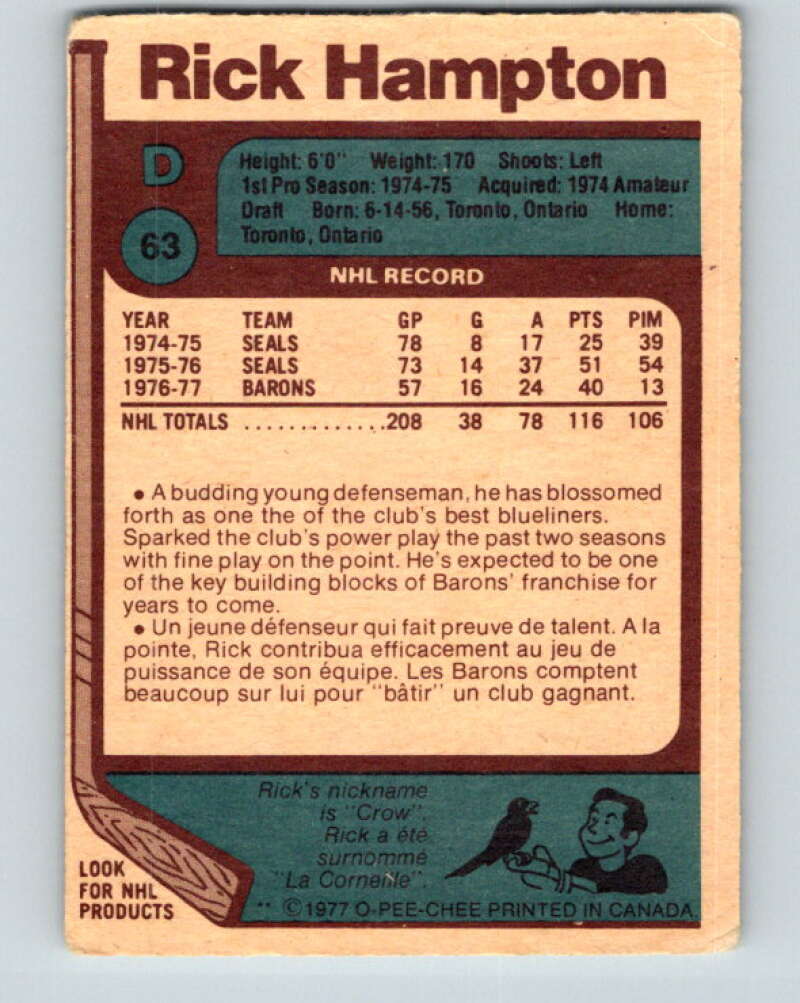 Rick Hampton
D
63
Height: 6'0" Weight: 170 Shoots: Left
1st Pro Season: 1974-75 Acquired: 1974 Amateur
Draft Born: 6-14-56, Toronto, Ontario Home:
Toronto, Ontario
NHL RECORD
YEAR TEAM GP G A PTS PIM
1974-75 SEALS 78 8 17 25 39
1975-76 SEALS 73 14 37 51 54
1976-77 BARONS 57 16 24 40 13
NHL TOTALS .............208 38 78 116 106
• A budding young defenseman, he has blossomed
forth as one the of the club's best blueliners.
Sparked the club's power play the past two seasons
with fine play on the point. He's expected to be one
of the key building blocks of Barons' franchise for
years to come.
• Un jeune défenseur qui fait preuve de talent. A la
pointe, Rick contribua efficacement au jeu de
puissance de son équipe. Les Barons comptent
beaucoup sur lui pour "bâtir" un club gagnant.
Rick's nickname
is "Crow".
Rick a été
surnommé
"La Corneille".
LOOK
FOR NHL
PRODUCTS
** ©1977 O-PEE-CHEE PRINTED IN CANADA